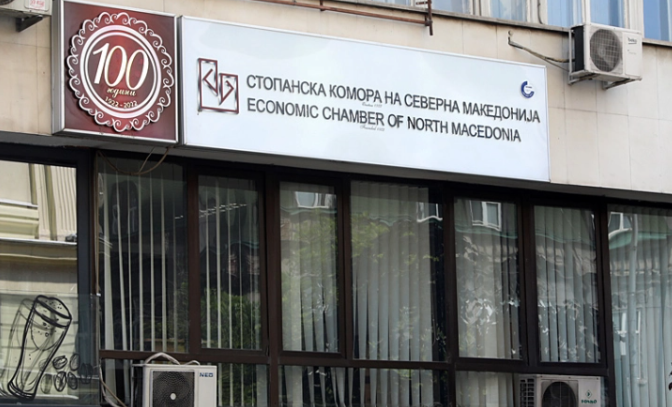 100
години
1922 - 2022
СТОПАНСКА КОМОРА НА СЕВЕРНА МАКЕДОНИЈА
ECONOMIC CHAMBER OF NORTH MACEDONIA